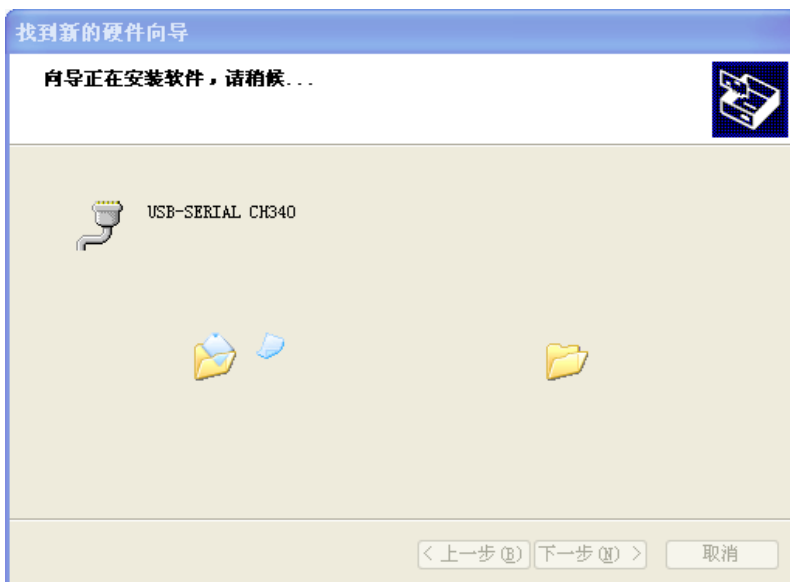 找到新的硬件向导
向导正在安装软件，请稍候...
USB-SERIAL CH340
< 上一步(B) 下一步(N) > 取消